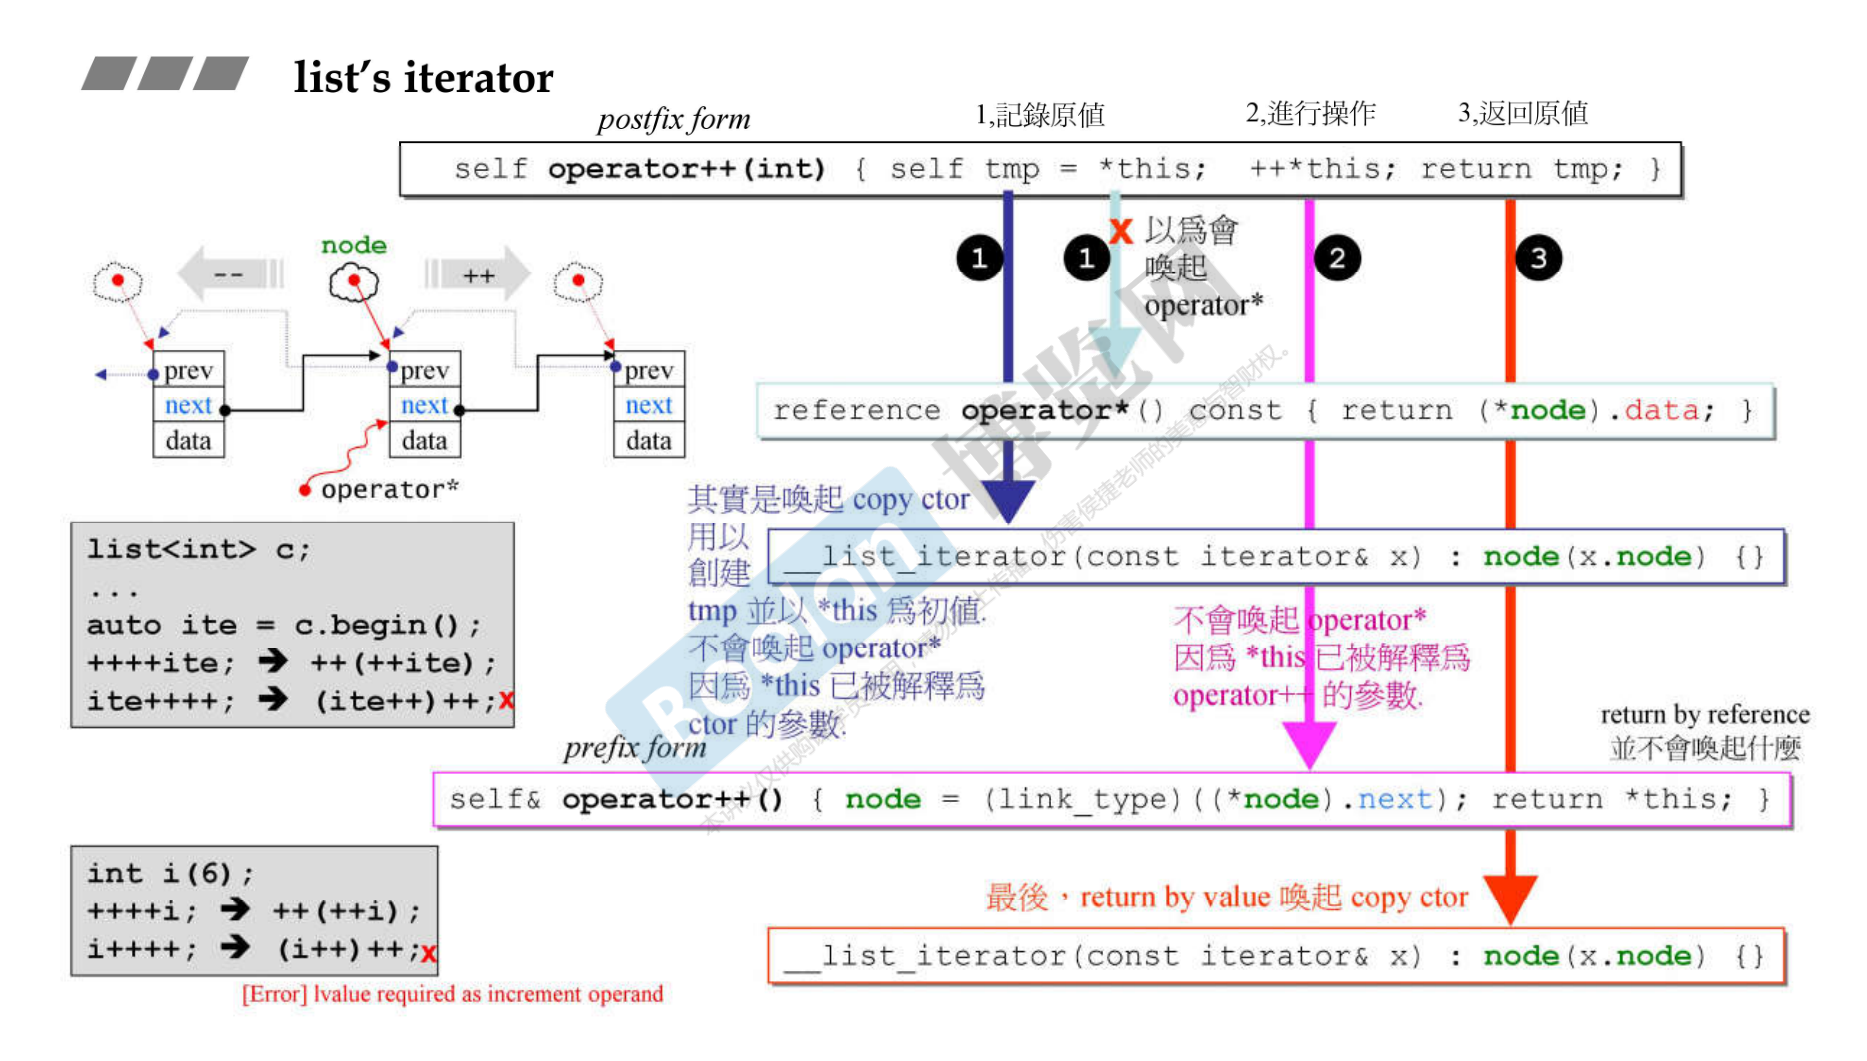 list's iterator
postfix form
1,記錄原值
2,進行操作
3,返回原值
self operator++(int) { self tmp = *this;  ++*this; return tmp; }
1
1
x 以爲會
喚起
operator*
2
3
node
--
++
prev
next
data
prev
next
data
prev
next
data
operator*
reference operator*() const { return (*node).data; }
其實是喚起 copy ctor
用以
創建
tmp 並以 *this 爲初值.
不會喚起 operator*
因爲 *this 已被解釋爲
ctor 的參數.
__list_iterator(const iterator& x) : node(x.node) {}
不會喚起 operator*
因爲 *this 已被解釋爲
operator++ 的參數.
list<int> c;
...
auto ite = c.begin();
++++ite; ➔ ++(++ite);
ite++++; ➔ (ite++)++;x
return by reference
並不會喚起什麼
prefix form
self& operator++() { node = (link_type)((*node).next); return *this; }
int i(6);
++++i; ➔ ++(++i);
i++++; ➔ (i++)++;x
[Error] lvalue required as increment operand
最後，return by value 喚起 copy ctor
__list_iterator(const iterator& x) : node(x.node) {}
Boolan
博览网